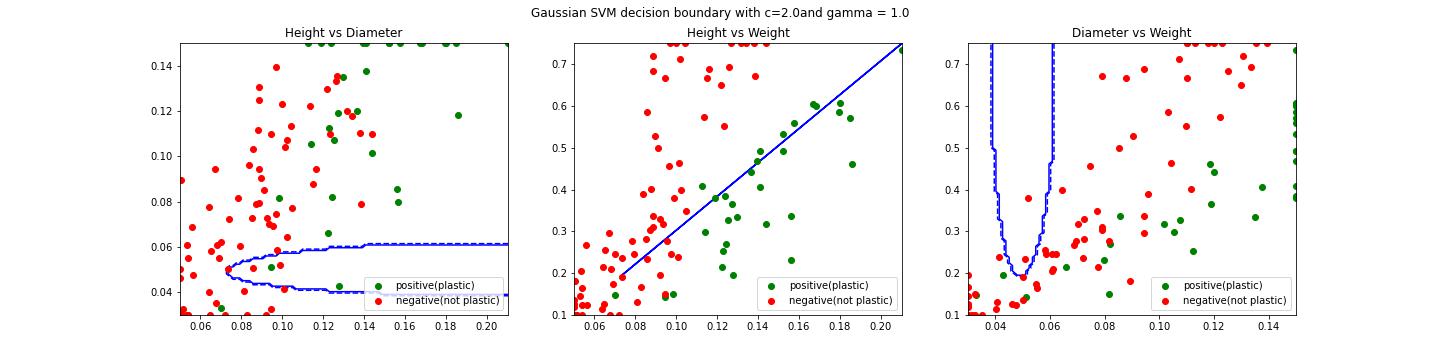 Gaussian SVM decision boundary with c=2.0and gamma = 1.0
Height vs Diameter
0.14
0.12
0.10
0.08
0.06
0.04
0.06 0.08 0.10 0.12 0.14 0.16 0.18 0.20
positive(plastic)
negative(not plastic)
Height vs Weight
0.7
0.6
0.5
0.4
0.3
0.2
0.1
0.06 0.08 0.10 0.12 0.14 0.16 0.18 0.20
positive(plastic)
negative(not plastic)
Diameter vs Weight
0.7
0.6
0.5
0.4
0.3
0.2
0.1
0.04 0.06 0.08 0.10 0.12 0.14
positive(plastic)
negative(not plastic)